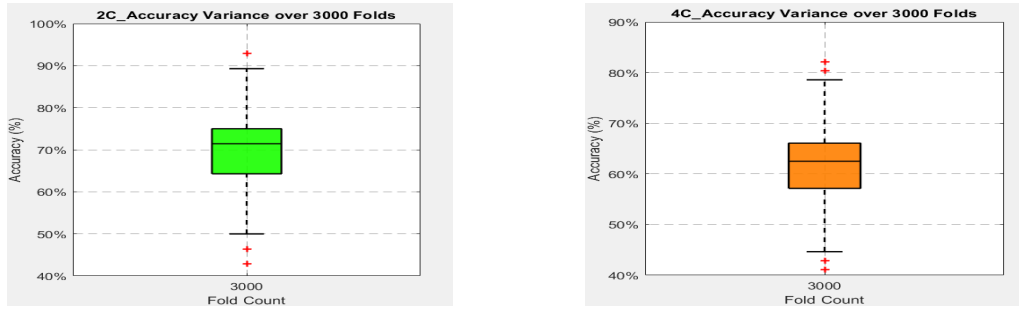 2C_Accuracy Variance over 3000 Folds
100%
90%
80%
70%
60%
50%
40%
Accuracy (%)
3000
Fold Count
4C_Accuracy Variance over 3000 Folds
90%
80%
70%
60%
50%
40%
Accuracy (%)
3000
Fold Count